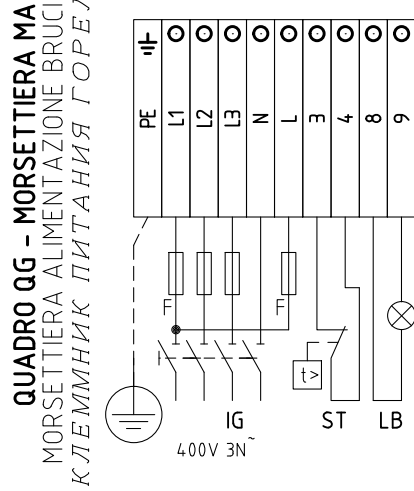 QUADRO QG - MORSETTIERA MA
MORSETTIERA ALIMENTAZIONE BRUCI
КЛЕММНИК ПИТАНИЯ ГОРЕЛ
PE L1 L2 L3 N L 3 4 8 9
F F
t>
IG ST LB
400V 3N~